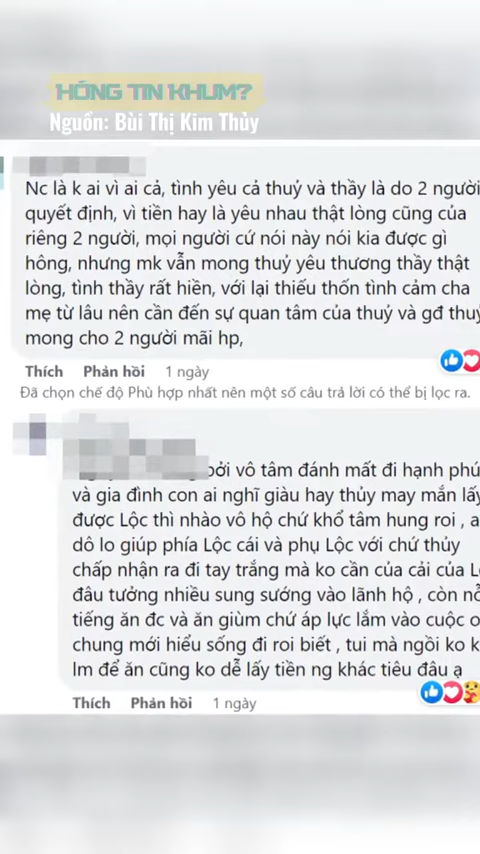 HÓNG TIN KHUM?
Nguồn: Bùi Thị Kim Thủy
Nc là k ai vì ai cả, tình yêu cả thuỷ và thầy là do 2 người
quyết định, vì tiền hay là yêu nhau thật lòng cũng của
riêng 2 người, mọi người cứ nói này nói kia được gì
hông, nhưng mk vẫn mong thuỷ yêu thương thầy thật
lòng, tình thầy rất hiền, với lại thiếu thốn tình cảm cha
mẹ từ lâu nên cần đến sự quan tâm của thuỷ và gđ thuỷ
mong cho 2 người mãi hp,
Thích Phản hồi 1 ngày
Đã chọn chế độ Phù hợp nhất nên một số câu trả lời có thể bị lọc ra.
bởi vô tâm đánh mất đi hạnh phú
và gia đình con ai nghĩ giàu hay thủy may mắn lấy
được Lộc thì nhào vô hộ chứ khổ tâm hung roi , a
dô lo giúp phía Lộc cái và phụ Lộc với chứ thủy
chấp nhận ra đi tay trắng mà ko cần của cải của L
đâu tưởng nhiều sung sướng vào lãnh hộ , còn nỗ
tiếng ăn đc và ăn giùm chứ áp lực lắm vào cuộc o
chung mới hiểu sống đi roi biết , tui mà ngồi ko k
lm để ăn cũng ko dễ lấy tiền ng khác tiêu đâu ạ
Thích Phản hồi 1 ngày